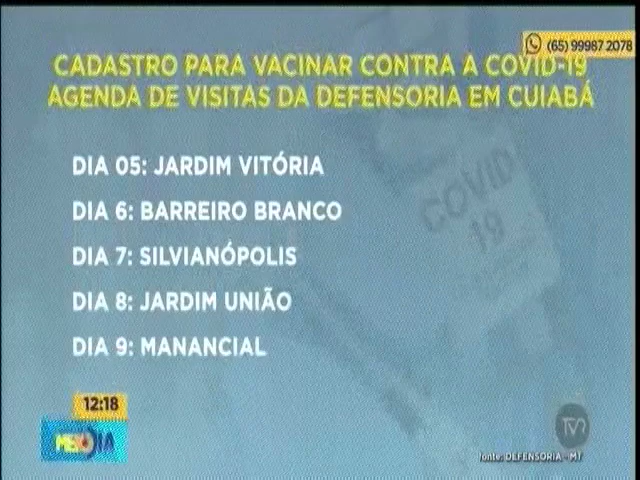 (65) 99987 2078
CADASTRO PARA VACINAR CONTRA A COVID-19
AGENDA DE VISITAS DA DEFENSORIA EM CUIABÁ
COVID
19
DIA 05: JARDIM VITÓRIA
DIA 6: BARREIRO BRANCO
DIA 7: SILVIANÓPOLIS
DIA 8: JARDIM UNIÃO
DIA 9: MANANCIAL
12:18
MEIO DIA
fonte: DEFENSORIA - MT